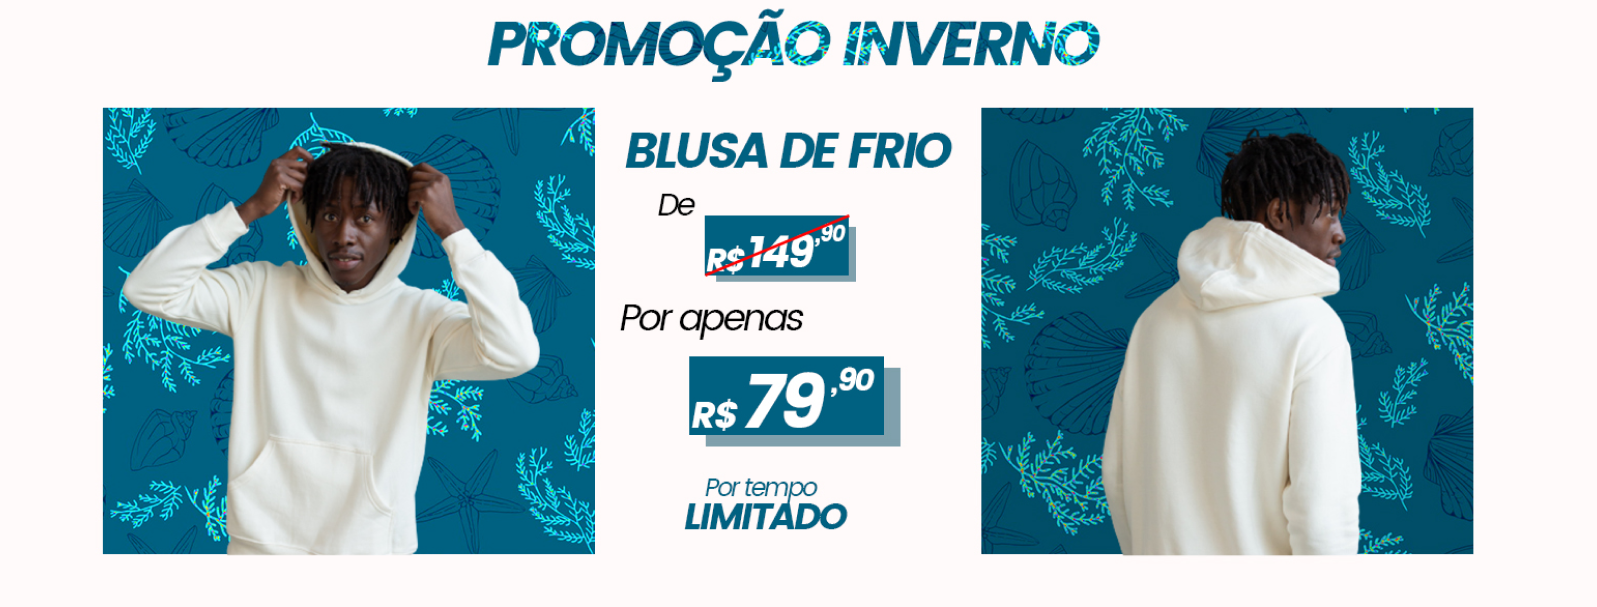 PROMOÇÃO INVERNO
BLUSA DE FRIO
De
R$149,90
Por apenas
R$79,90
Por tempo
LIMITADO